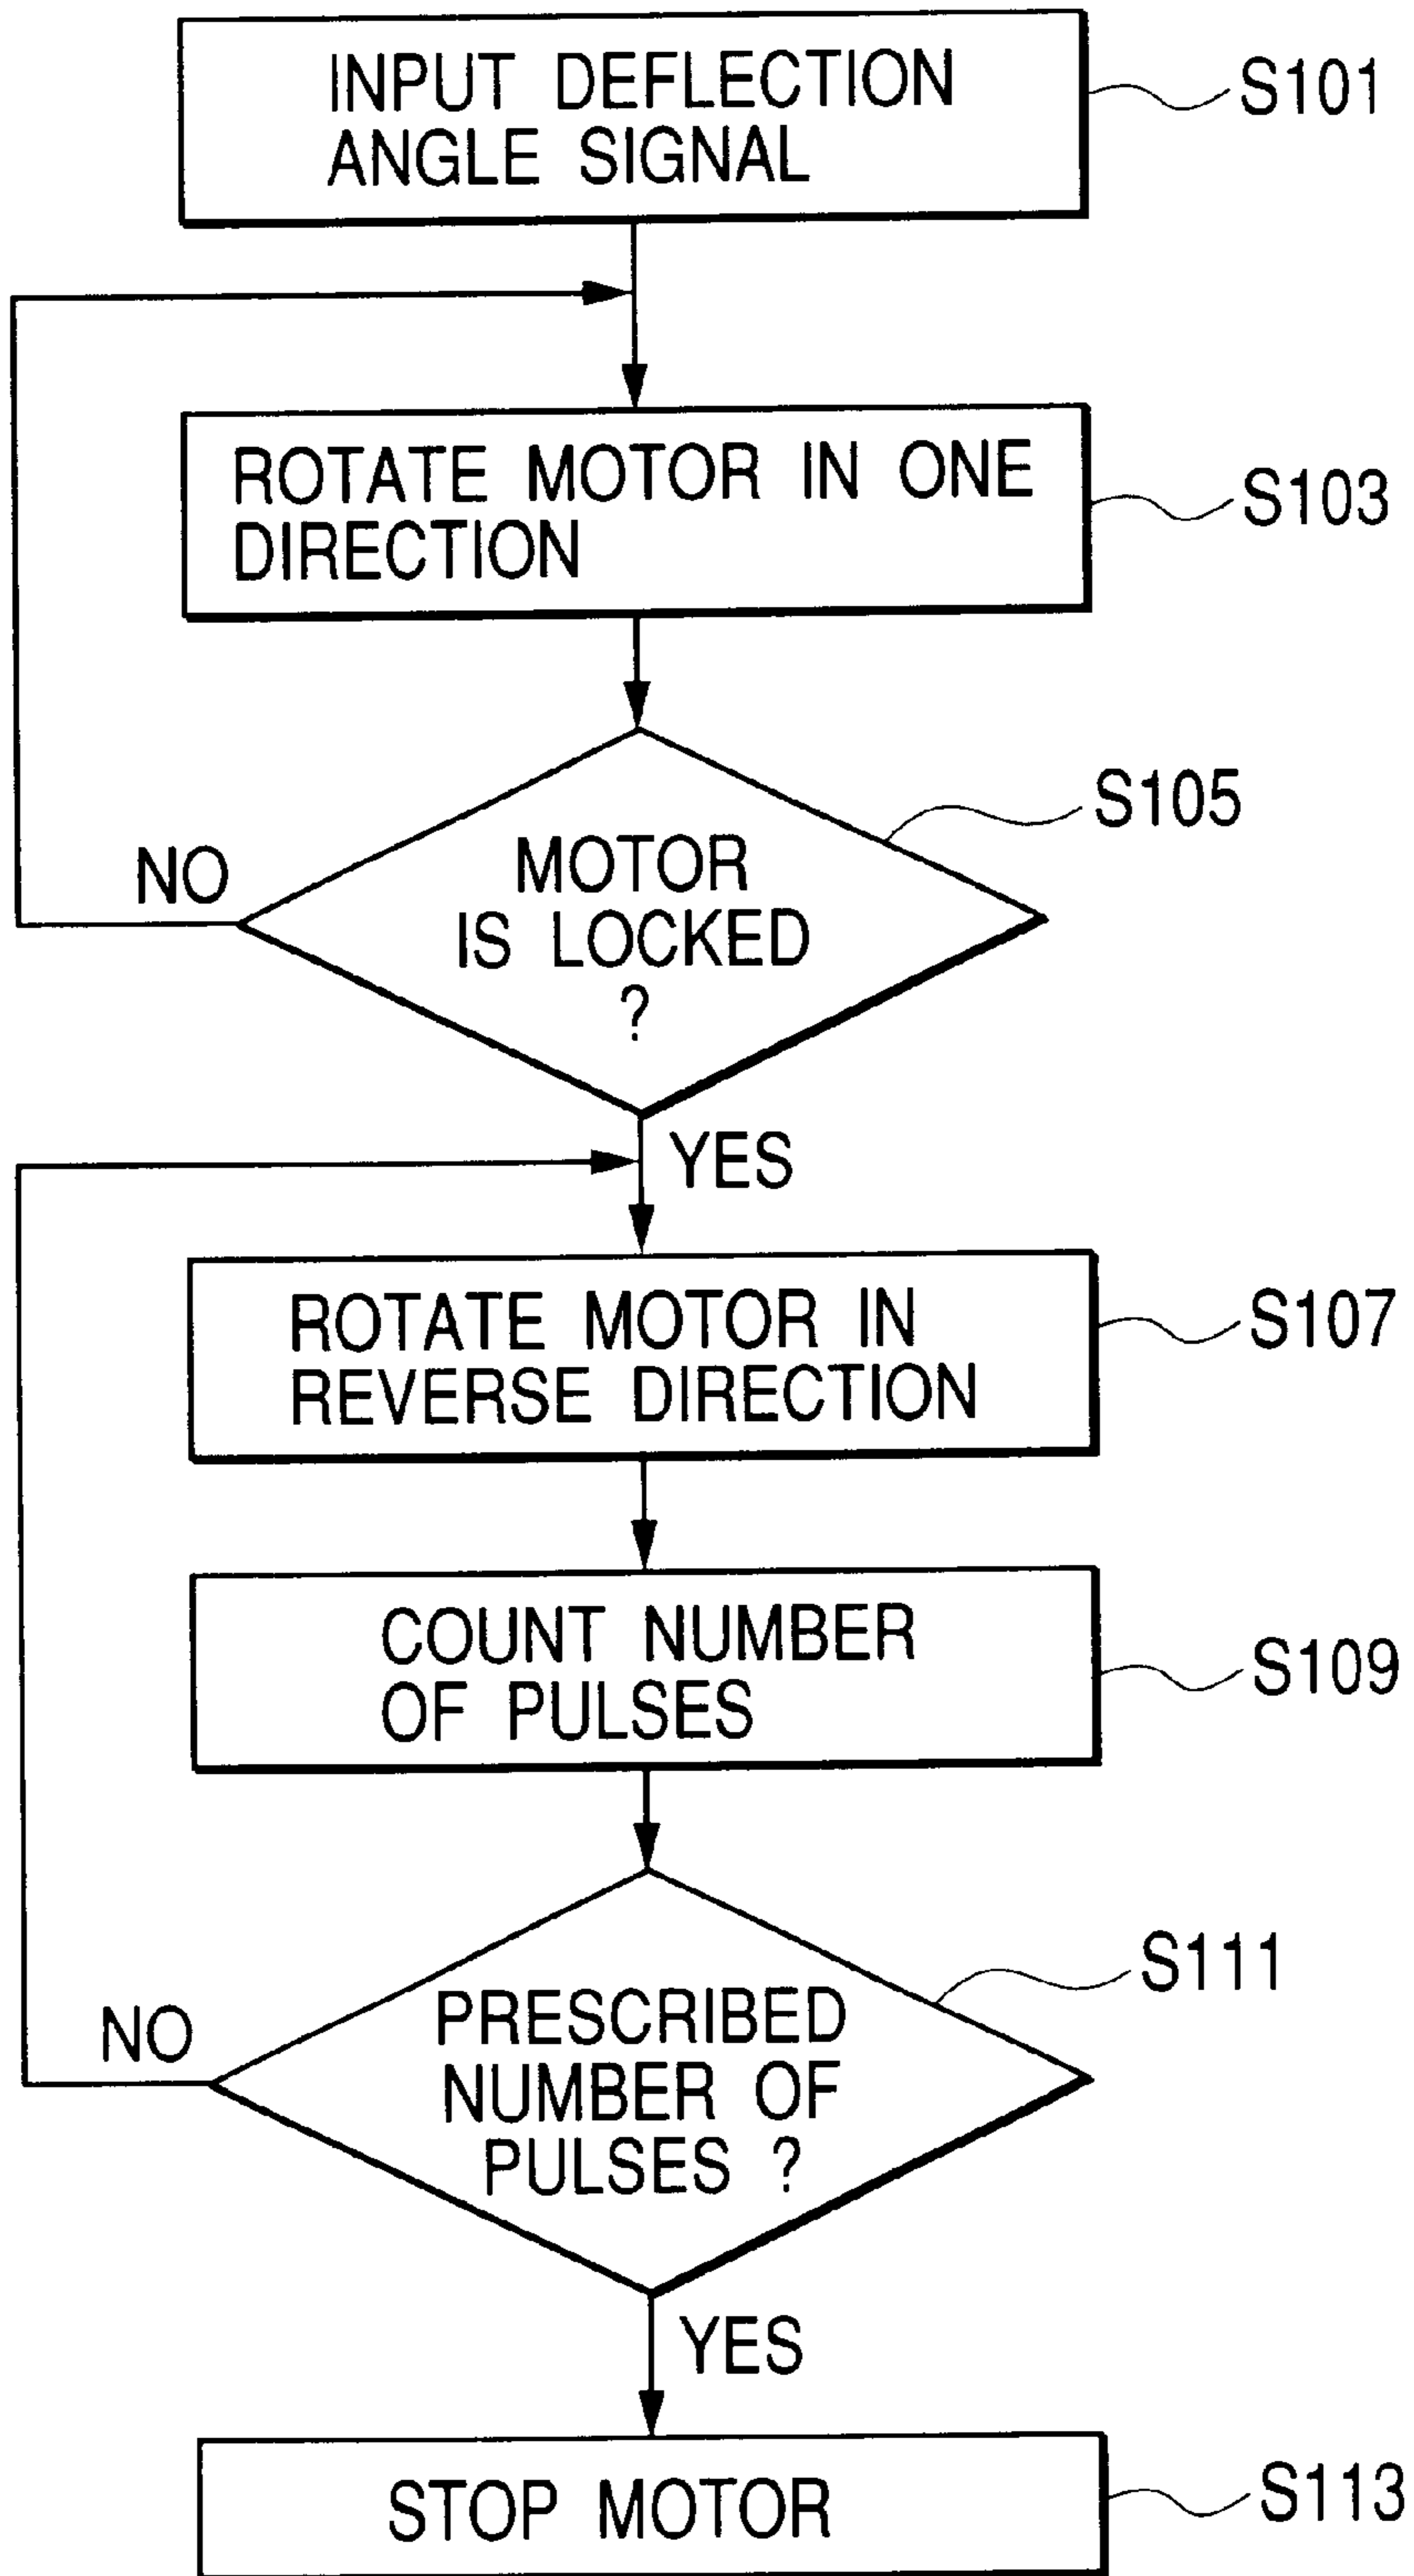 INPUT DEFLECTION
ANGLE SIGNAL
S101
ROTATE MOTOR IN ONE
DIRECTION
S103
S105
MOTOR
IS LOCKED
?
NO
YES
ROTATE MOTOR IN
REVERSE DIRECTION
S107
COUNT NUMBER
OF PULSES
S109
S111
PRESCRIBED
NUMBER OF
PULSES ?
NO
YES
STOP MOTOR
S113